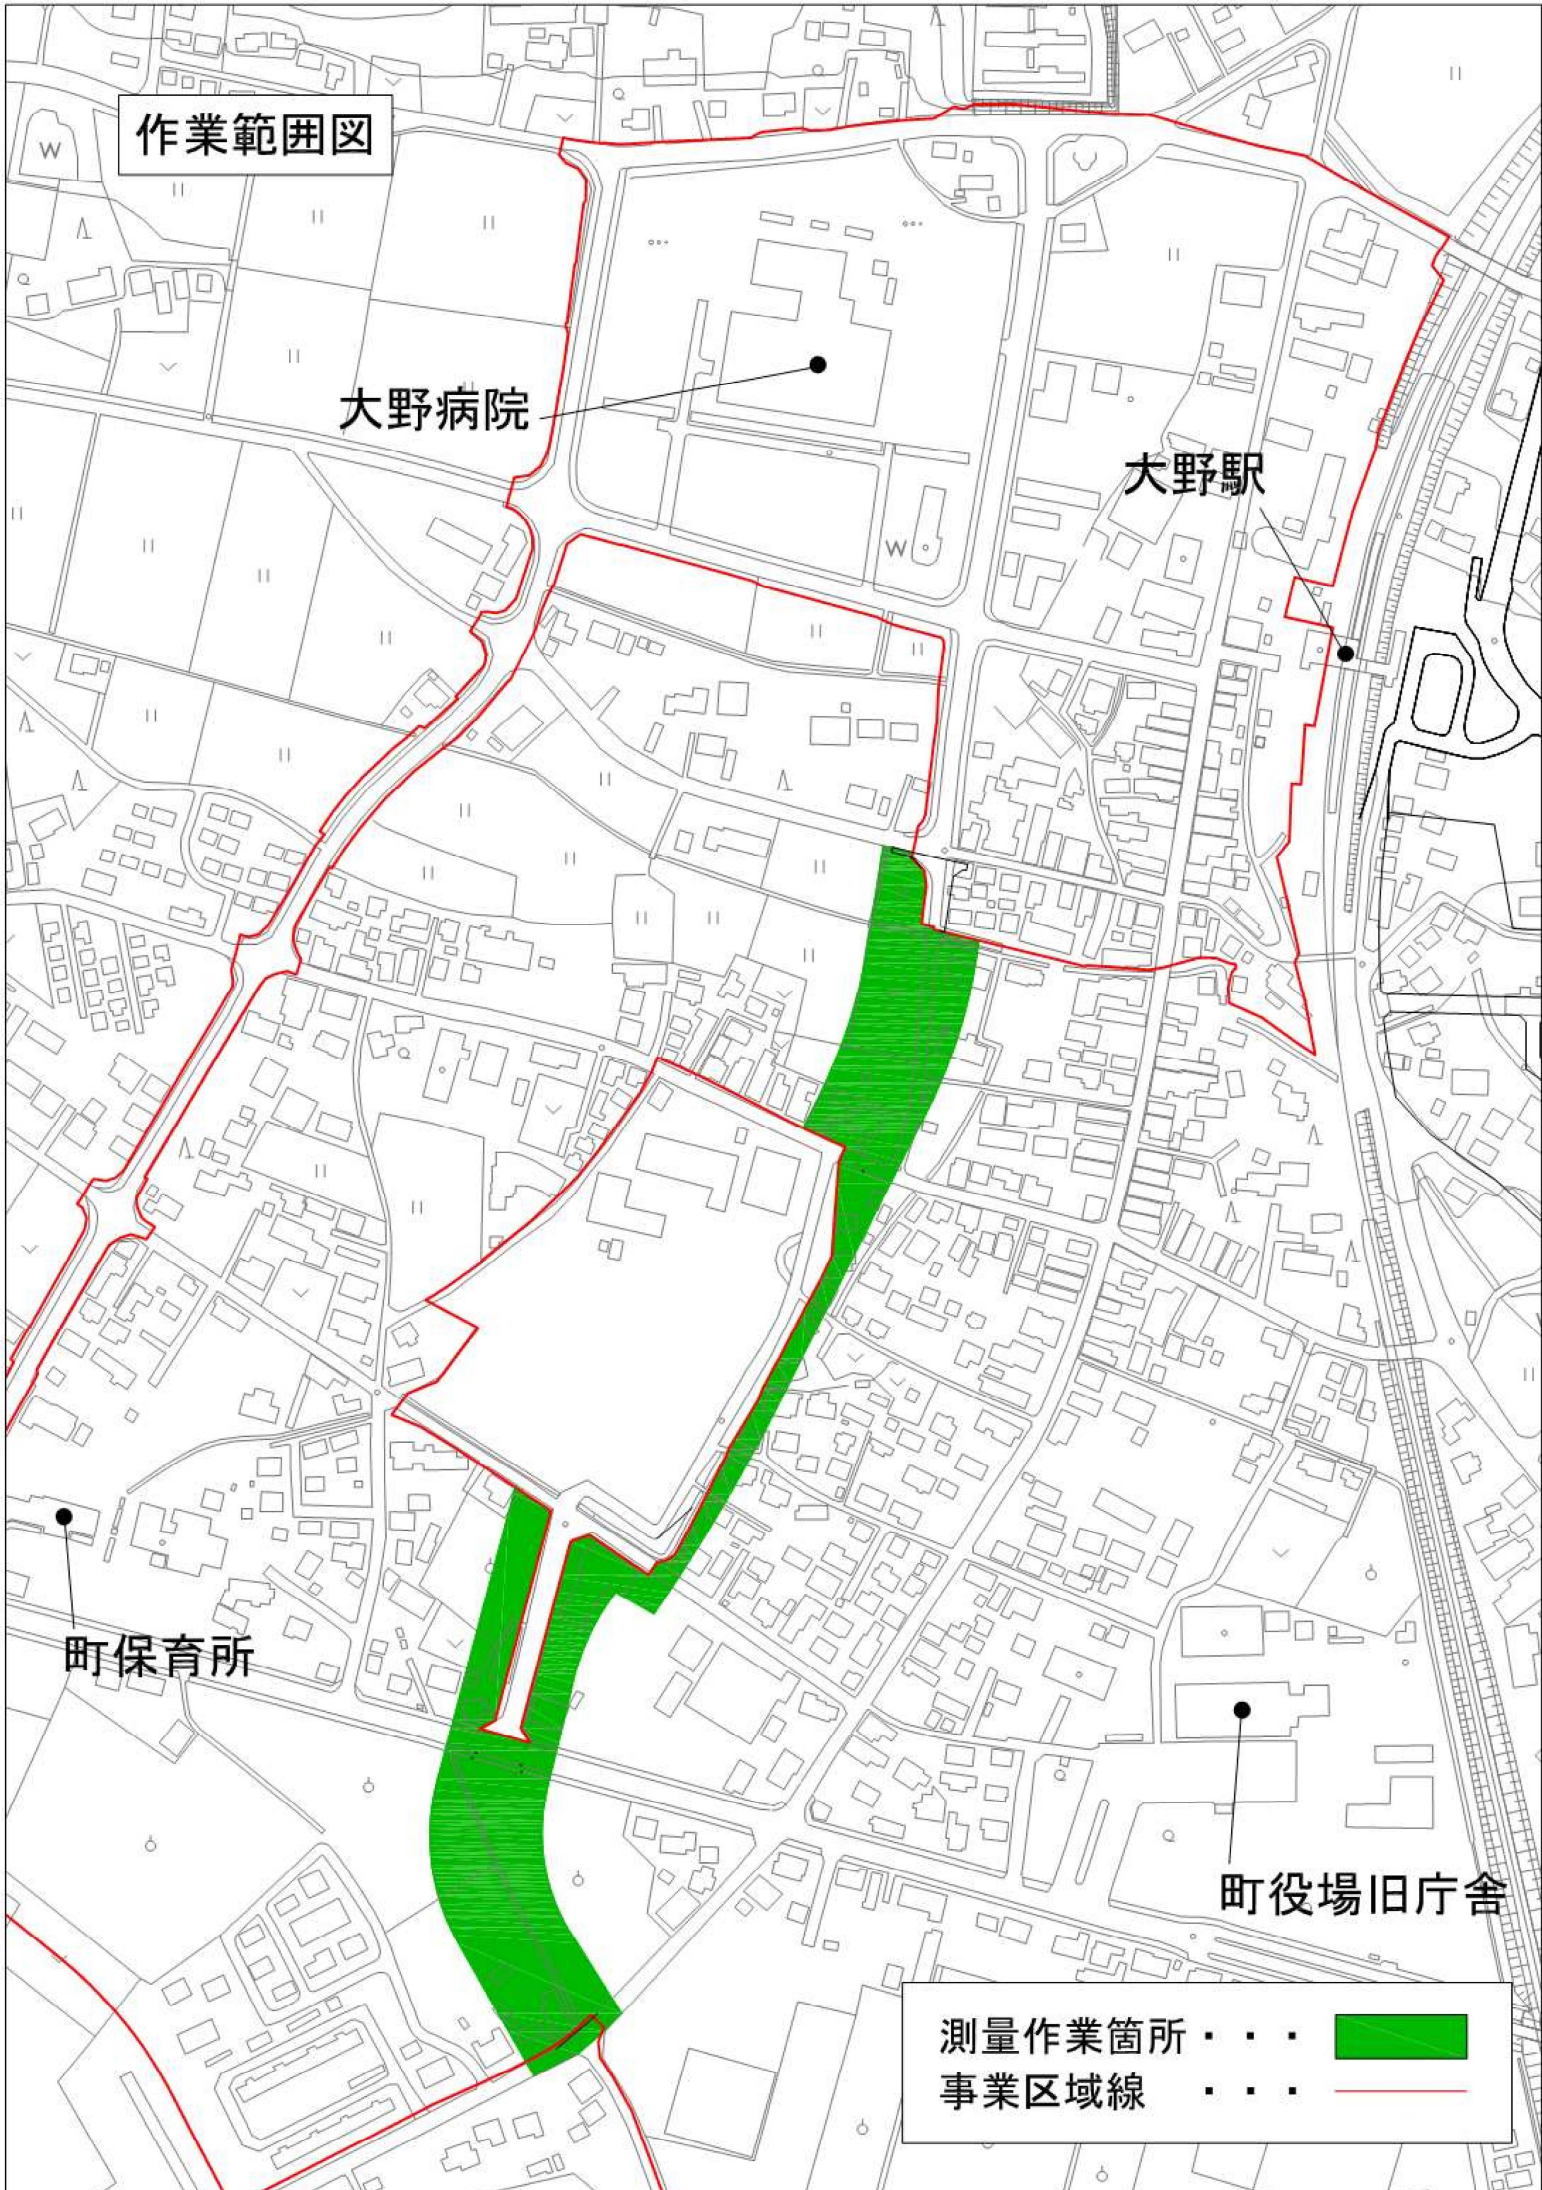 作業範囲図
大野病院
大野駅
町保育所
町役場旧庁舎
測量作業箇所・・・
事業区域線・・・